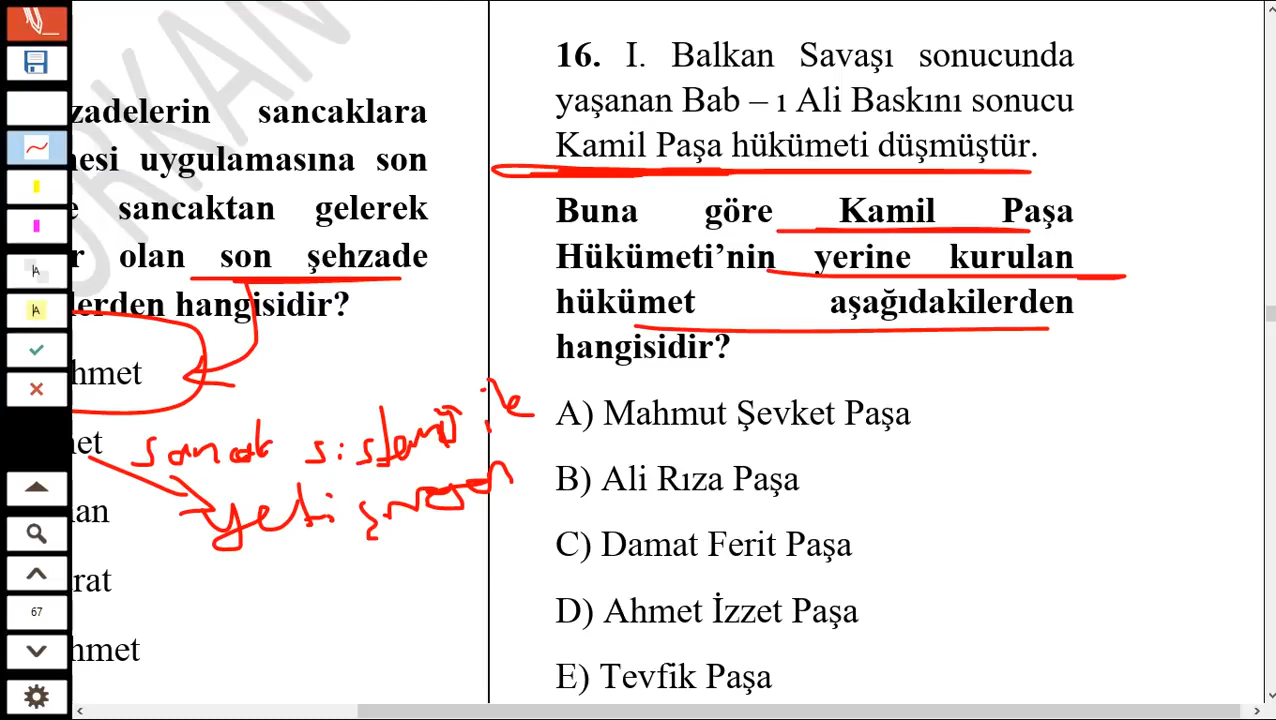 RKAN
zadelerin sancaklara
nesi uygulamasına son
e sancaktan gelerek
r olan son şehzade
lerden hangisidir?
hmet
et
an
rat
hmet
sancak sistemi ile
yetişmeyen
16. I. Balkan Savaşı sonucunda
yaşanan Bab – ı Ali Baskını sonucu
Kamil Paşa hükümeti düşmüştür.
Buna göre Kamil Paşa
Hükümeti’nin yerine kurulan
hükümet aşağıdakilerden
hangisidir?
A) Mahmut Şevket Paşa
B) Ali Rıza Paşa
C) Damat Ferit Paşa
D) Ahmet İzzet Paşa
E) Tevfik Paşa
67